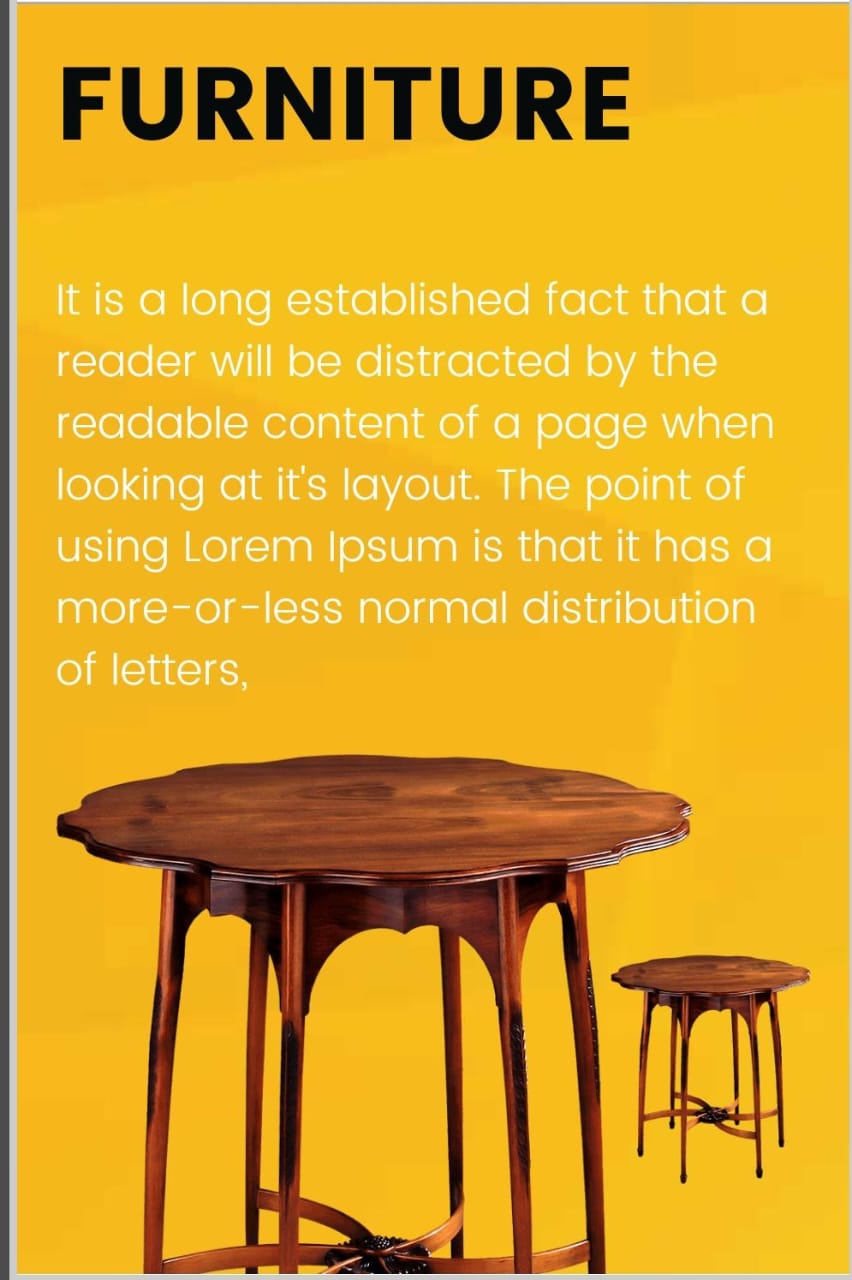 FURNITURE
It is a long established fact that a
reader will be distracted by the
readable content of a page when
looking at it's layout. The point of
using Lorem Ipsum is that it has a
more-or-less normal distribution
of letters,